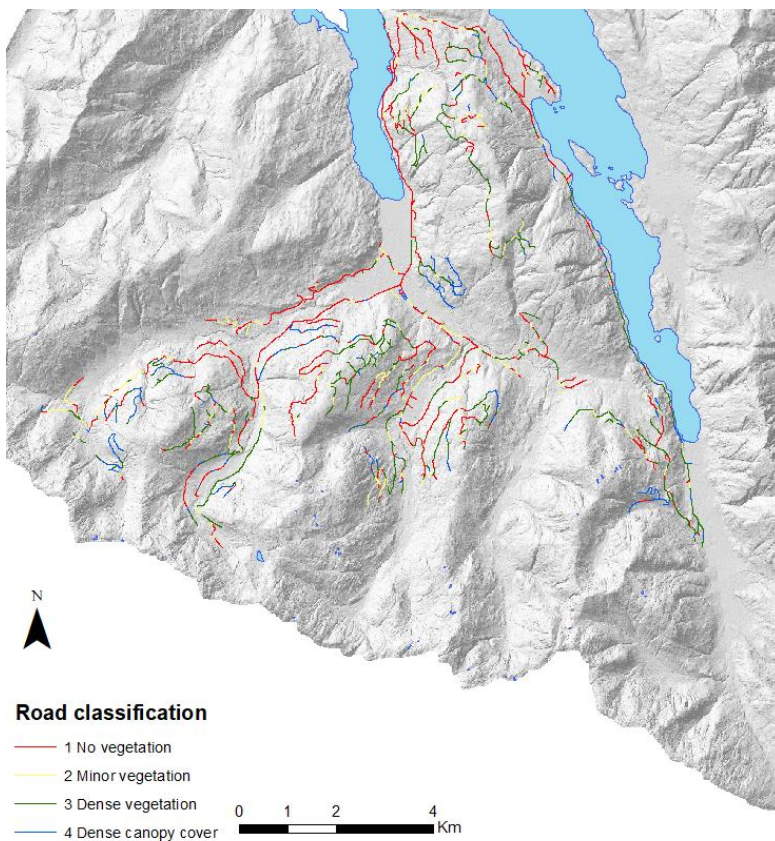 N
Road classification
1 No vegetation
2 Minor vegetation
3 Dense vegetation
4 Dense canopy cover
0 1 2 4
Km